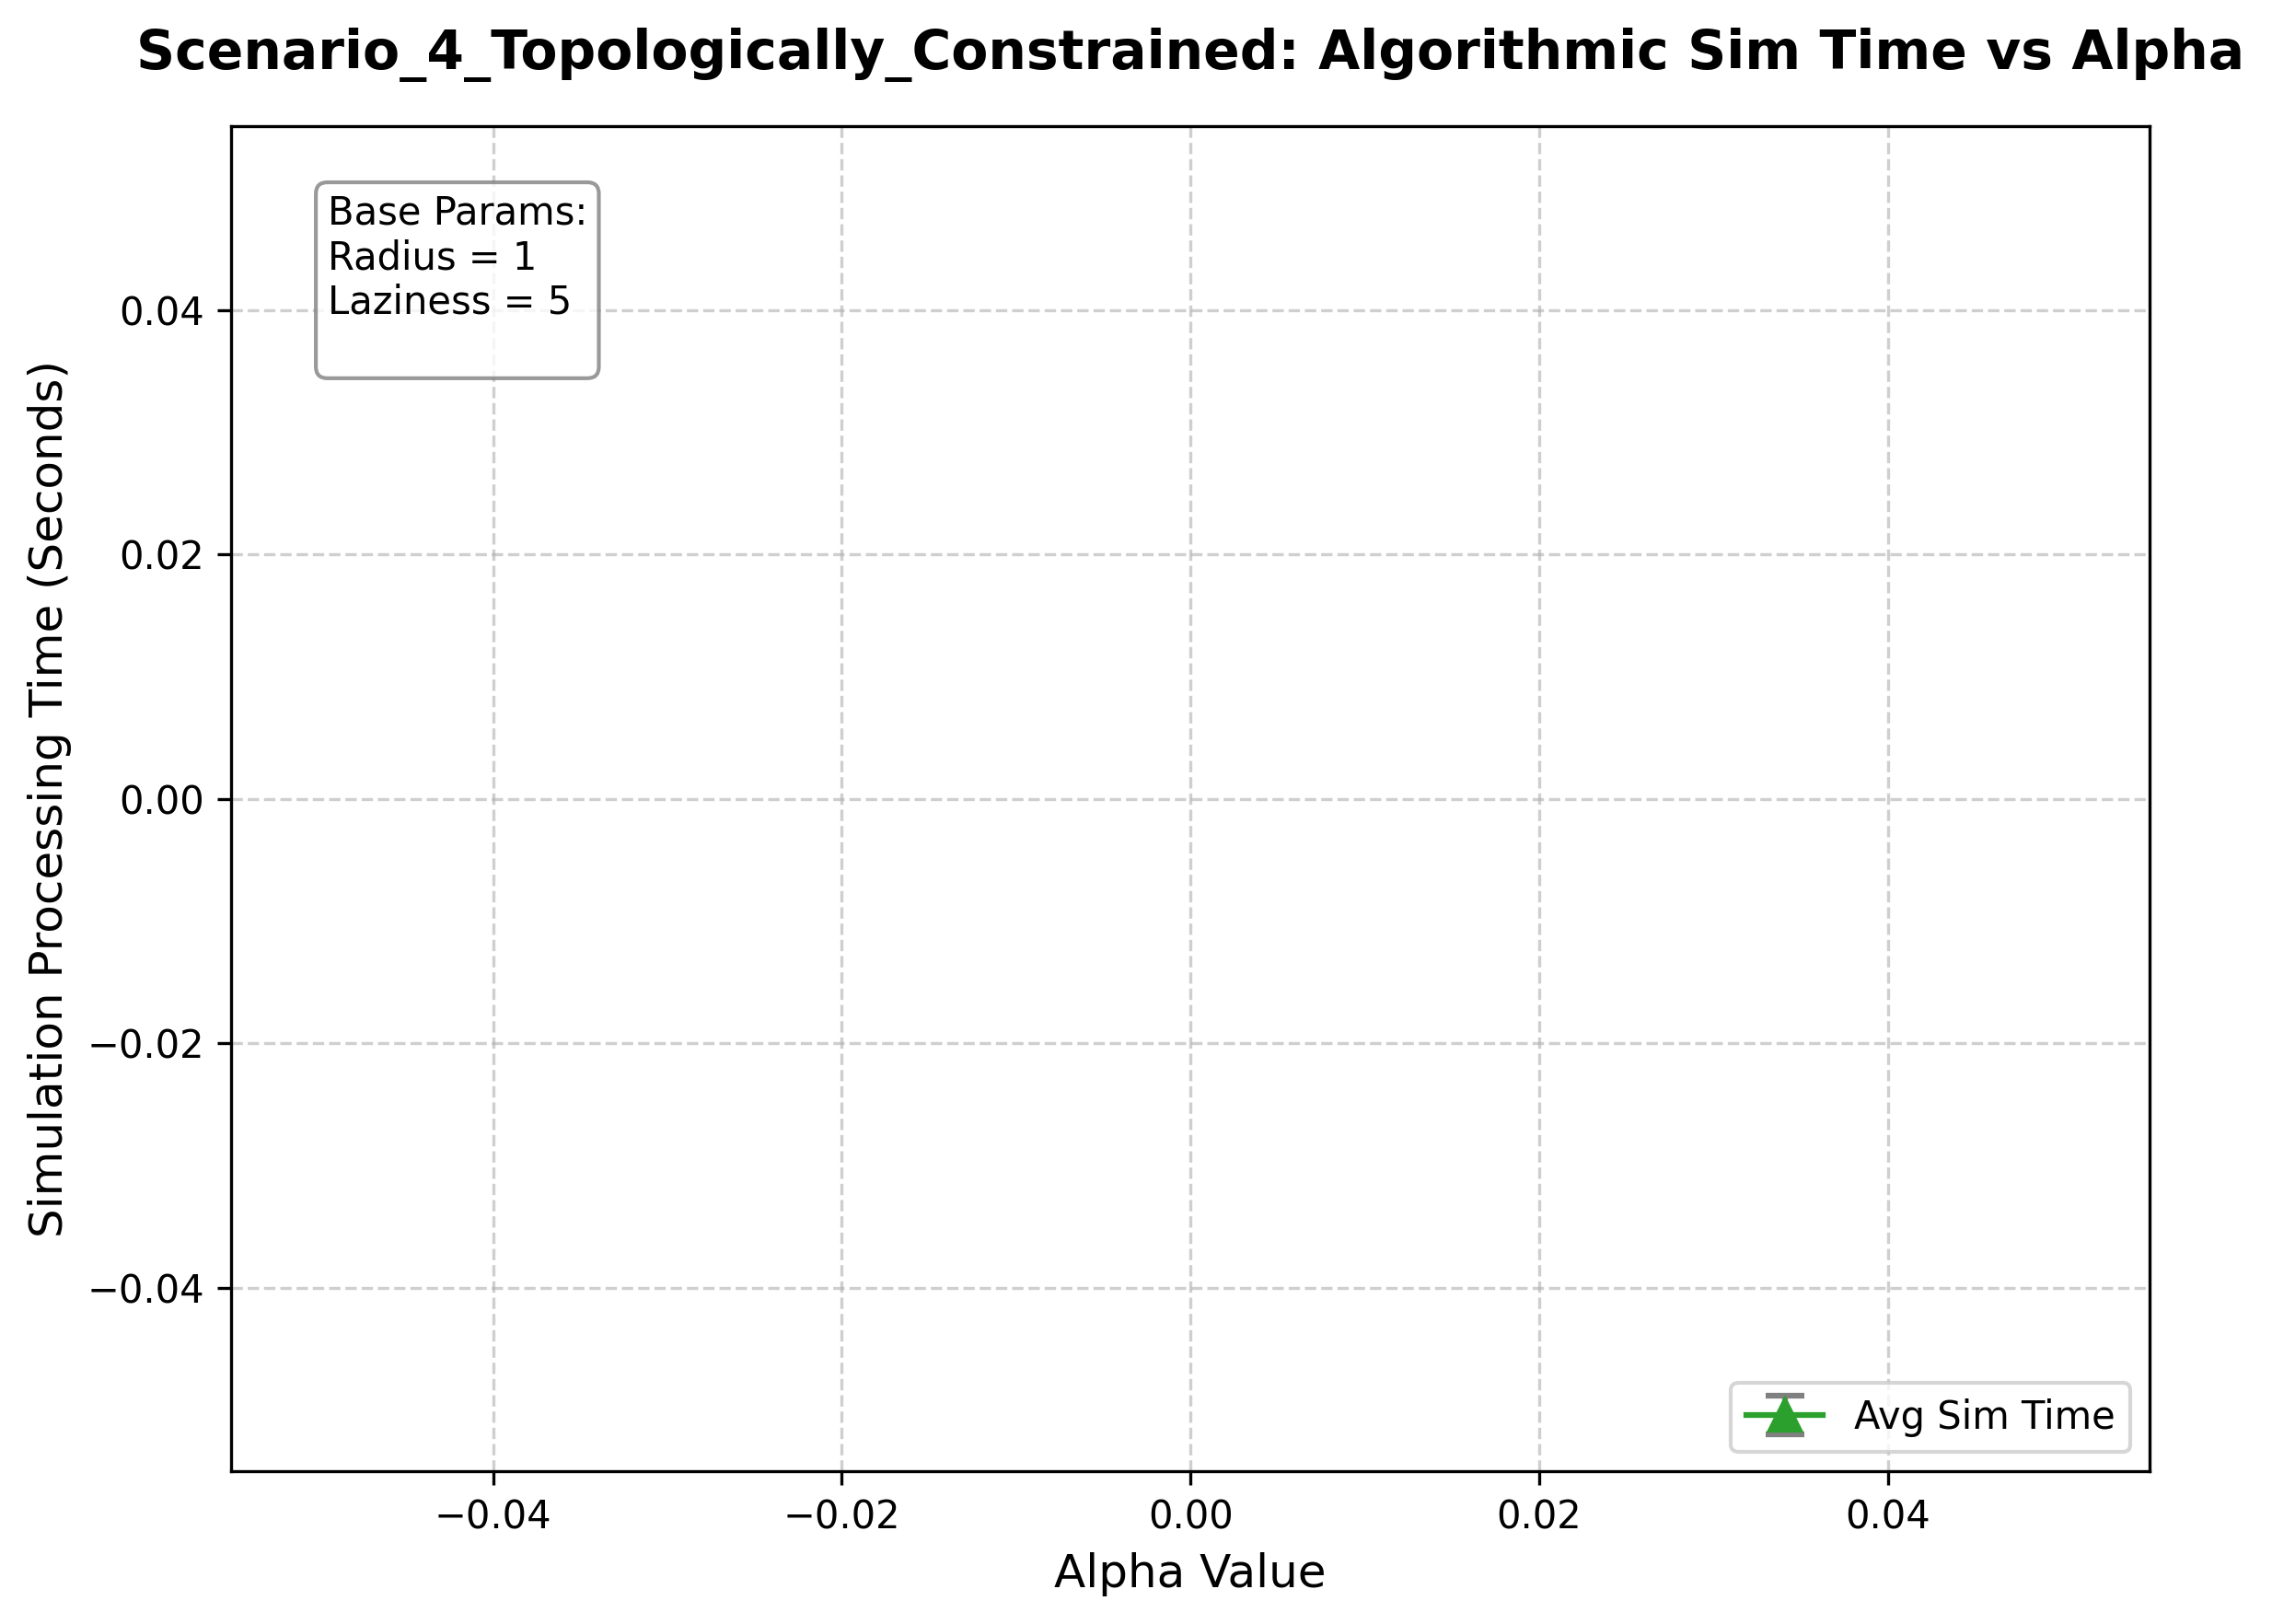 Scenario_4_Topologically_Constrained: Algorithmic Sim Time vs Alpha
Base Params:
Radius = 1
Laziness = 5
Simulation Processing Time (Seconds)
0.04
0.02
0.00
−0.02
−0.04
Avg Sim Time
−0.04
−0.02
0.00
0.02
0.04
Alpha Value